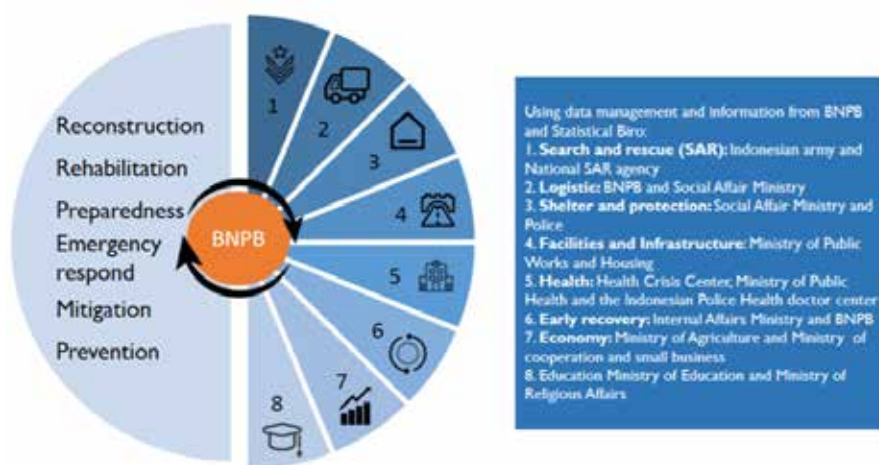 Reconstruction
Rehabilitation
Preparedness
Emergency
respond
Mitigation
Prevention
BNPB
1
2
3
4
5
6
7
8
Using data management and information from BNPB
and Statistical Biro:
1. Search and rescue (SAR): Indonesian army and
National SAR agency
2. Logistic: BNPB and Social Affair Ministry
3. Shelter and protection: Social Affair Ministry and
Police
4. Facilities and Infrastructure: Ministry of Public
Works and Housing
5. Health: Health Crisis Center, Ministry of Public
Health and the Indonesian Police Health doctor center
6. Early recovery: Internal Affairs Ministry and BNPB
7. Economy: Ministry of Agriculture and Ministry of
cooperation and small business
8. Education Ministry of Education and Ministry of
Religious Affairs